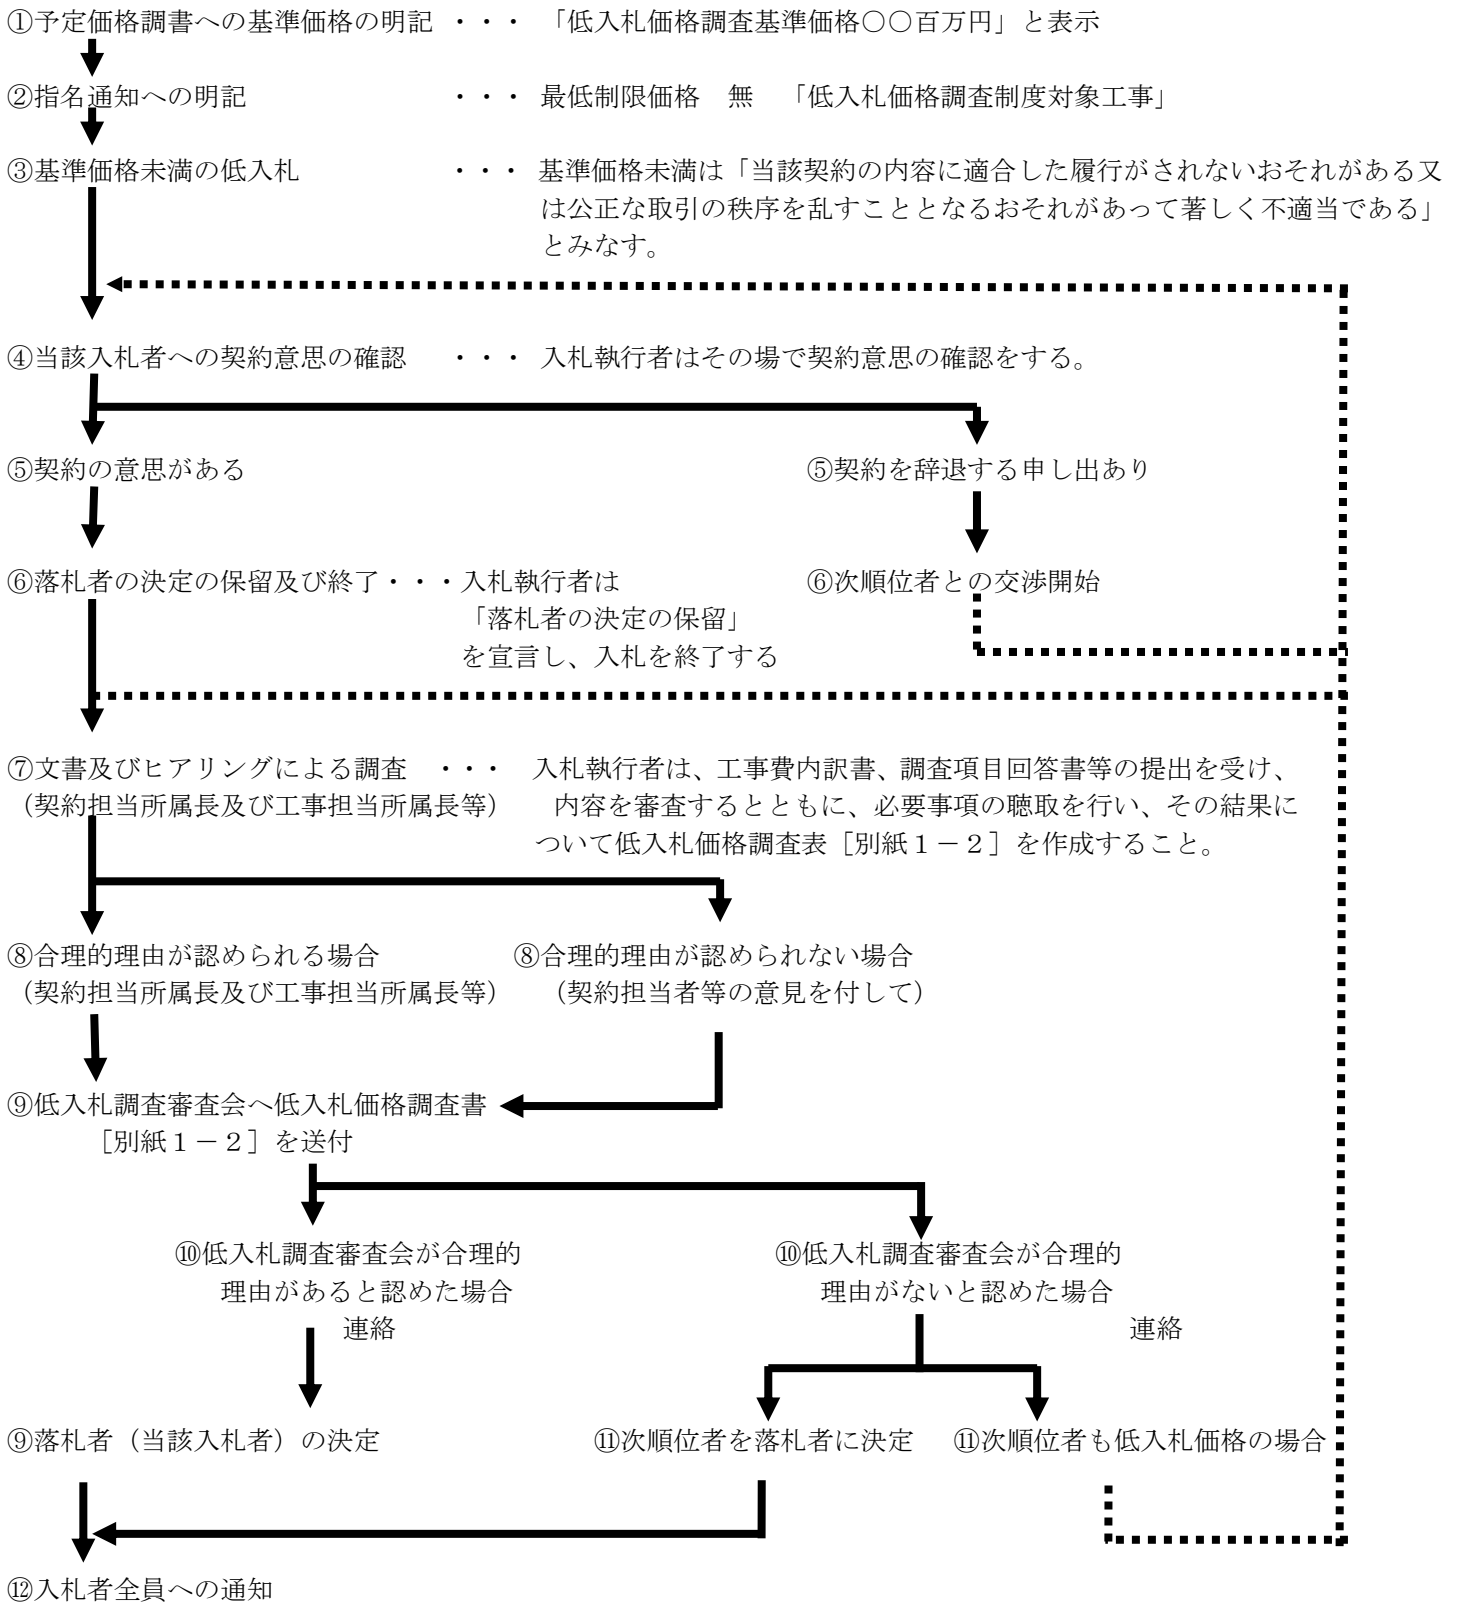 ①予定価格調書への基準価格の明記 ・・・ 「低入札価格調査基準価格○○百万円」と表示
②指名通知への明記 ・・・ 最低制限価格 無 「低入札価格調査制度対象工事」
③基準価格未満の低入札 ・・・ 基準価格未満は「当該契約の内容に適合した履行がされないおそれがある又
は公正な取引の秩序を乱すこととなるおそれがあって著しく不適当である」
とみなす。
④当該入札者への契約意思の確認 ・・・ 入札執行者はその場で契約意思の確認をする。
⑤契約の意思がある
⑤契約を辞退する申し出あり
⑥落札者の決定の保留及び終了・・・入札執行者は
「落札者の決定の保留」
を宣言し、入札を終了する
⑥次順位者との交渉開始
⑦文書及びヒアリングによる調査 ・・・ 入札執行者は、工事費内訳書、調査項目回答書等の提出を受け、
（契約担当所属長及び工事担当所属長等） 内容を審査するとともに、必要事項の聴取を行い、その結果に
ついて低入札価格調査表［別紙１－２］を作成すること。
⑧合理的理由が認められる場合
（契約担当所属長及び工事担当所属長等）
⑧合理的理由が認められない場合
（契約担当者等の意見を付して）
⑨低入札調査審査会へ低入札価格調査書
［別紙１－２］を送付
⑩低入札調査審査会が合理的
理由があると認めた場合
連絡
⑩低入札調査審査会が合理的
理由がないと認めた場合
連絡
⑨落札者（当該入札者）の決定
⑪次順位者を落札者に決定
⑪次順位者も低入札価格の場合
⑫入札者全員への通知